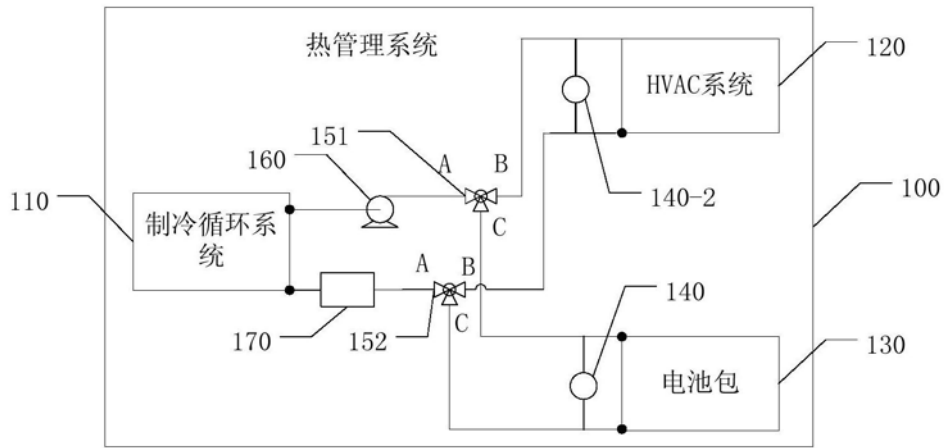 热管理系统
HVAC系统
120
151
160
A
B
140-2
110
100
C
制冷循环系
统
A
B
140
C
170
152
电池包
130